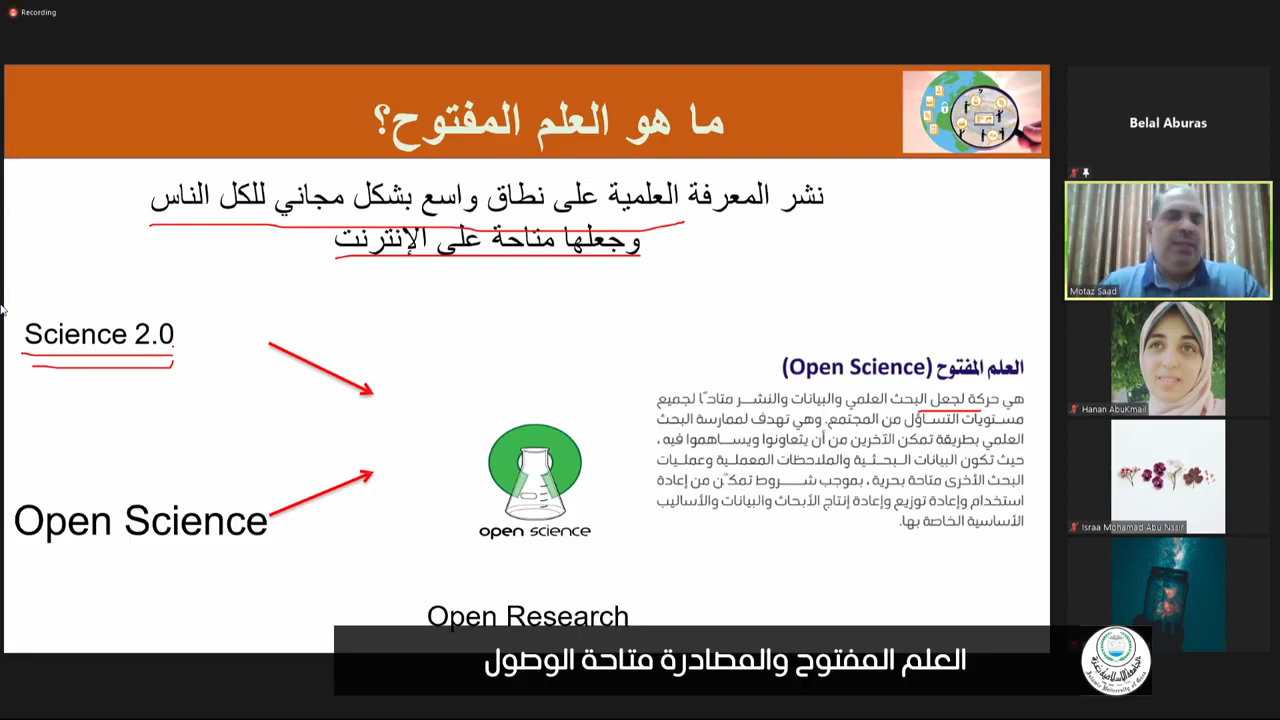 Recording
ما هو العلم المفتوح؟
نشر المعرفة العلمية على نطاق واسع بشكل مجاني للكل الناس
وجعلها متاحة على الإنترنت
Science 2.0
Open Science
open science
Open Research
العلم المفتوح (Open Science)
هي حركة لجعل البحث العلمي والبيانات والنشر متاحًا لجميع
مستويات التساؤل من المجتمع. وهي تهدف لممارسة البحث
العلمي بطريقة تمكن الآخرين من أن يتعاونوا ويساهموا فيه ،
حيث تكون البيانات البحثية والملاحظات المعملية وعمليات
البحث الأخرى متاحة بحرية ، بموجب شروط تمكّن من إعادة
استخدام وإعادة توزيع وإعادة إنتاج الأبحاث والبيانات والأساليب
الأساسية الخاصة بها.
العلم المفتوح والمصادرة متاحة الوصول
Belal Aburas
Motaz Saad
Hanan AbuKmail
Israa Mohamad Abu Nssir